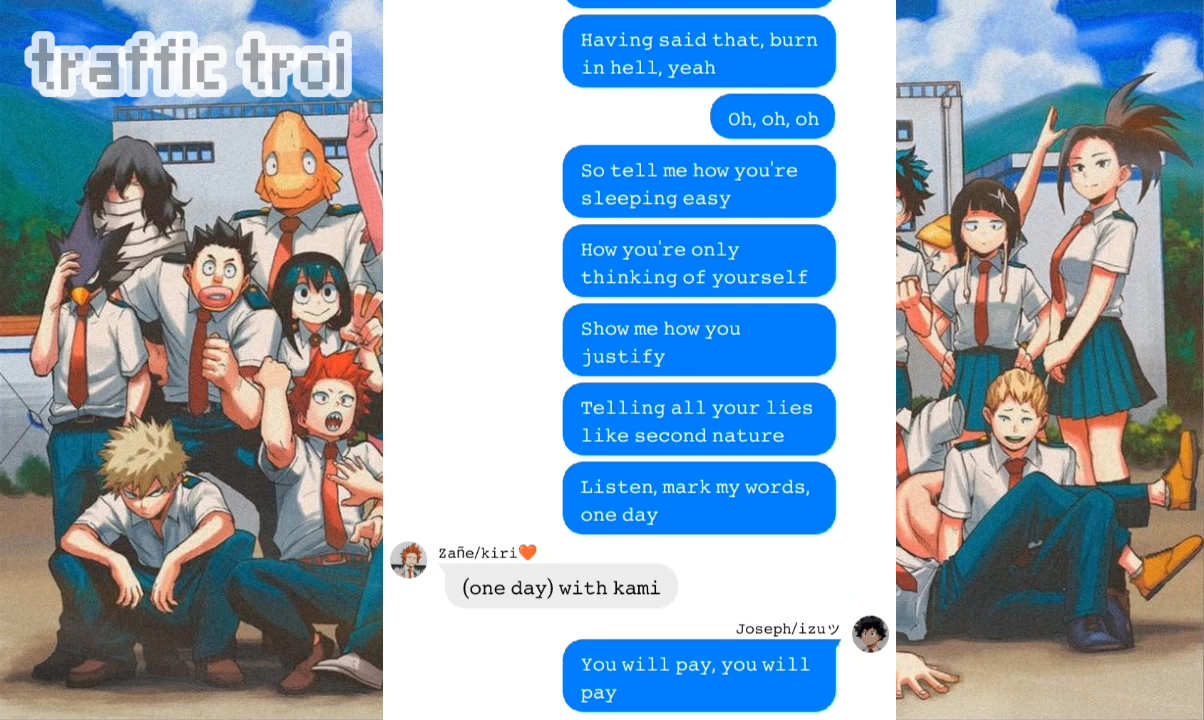 traffic troi
Having said that, burn
in hell, yeah
Oh, oh, oh
So tell me how you're
sleeping easy
How you're only
thinking of yourself
Show me how you
justify
Telling all your lies
like second nature
Listen, mark my words,
one day
Zañe/kiri🧡
(one day) with kami
Joseph/izuツ
You will pay, you will
pay